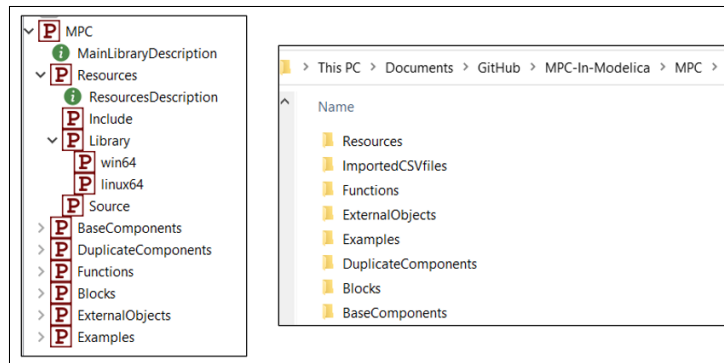 P MPC
i MainLibraryDescription
P Resources
i ResourcesDescription
P Include
P Library
P win64
P linux64
P Source
P BaseComponents
P DuplicateComponents
P Functions
P Blocks
P ExternalObjects
P Examples
> This PC > Documents > GitHub > MPC-In-Modelica > MPC >
Name
Resources
ImportedCSVfiles
Functions
ExternalObjects
Examples
DuplicateComponents
Blocks
BaseComponents